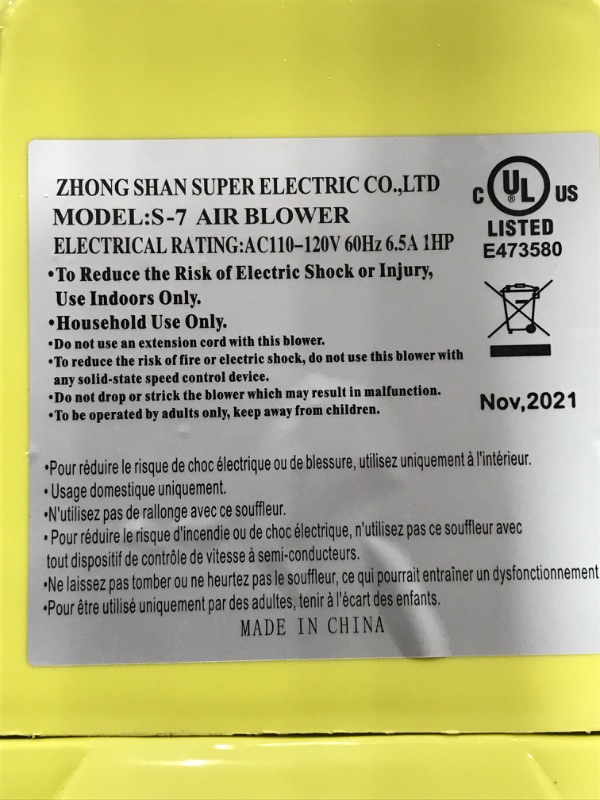 ZHONG SHAN SUPER ELECTRIC CO.,LTD
MODEL:S-7 AIR BLOWER
ELECTRICAL RATING:AC110-120V 60Hz 6.5A 1HP
•To Reduce the Risk of Electric Shock or Injury,
Use Indoors Only.
•Household Use Only.
•Do not use an extension cord with this blower.
•To reduce the risk of fire or electric shock, do not use this blower with
any solid-state speed control device.
•Do not drop or strick the blower which may result in malfunction.
•To be operated by adults only, keep away from children.
C UL ® US
LISTED
E473580
Nov,2021
•Pour réduire le risque de choc électrique ou de blessure, utilisez uniquement à l'intérieur.
• Usage domestique uniquement.
•N'utilisez pas de rallonge avec ce souffleur.
• Pour réduire le risque d'incendie ou de choc électrique, n'utilisez pas ce souffleur avec
tout dispositif de contrôle de vitesse à semi-conducteurs.
•Ne laissez pas tomber ou ne heurtez pas le souffleur, ce qui pourrait entraîner un dysfonctionnement
•Pour être utilisé uniquement par des adultes, tenir à l'écart des enfants.
MADE IN CHINA